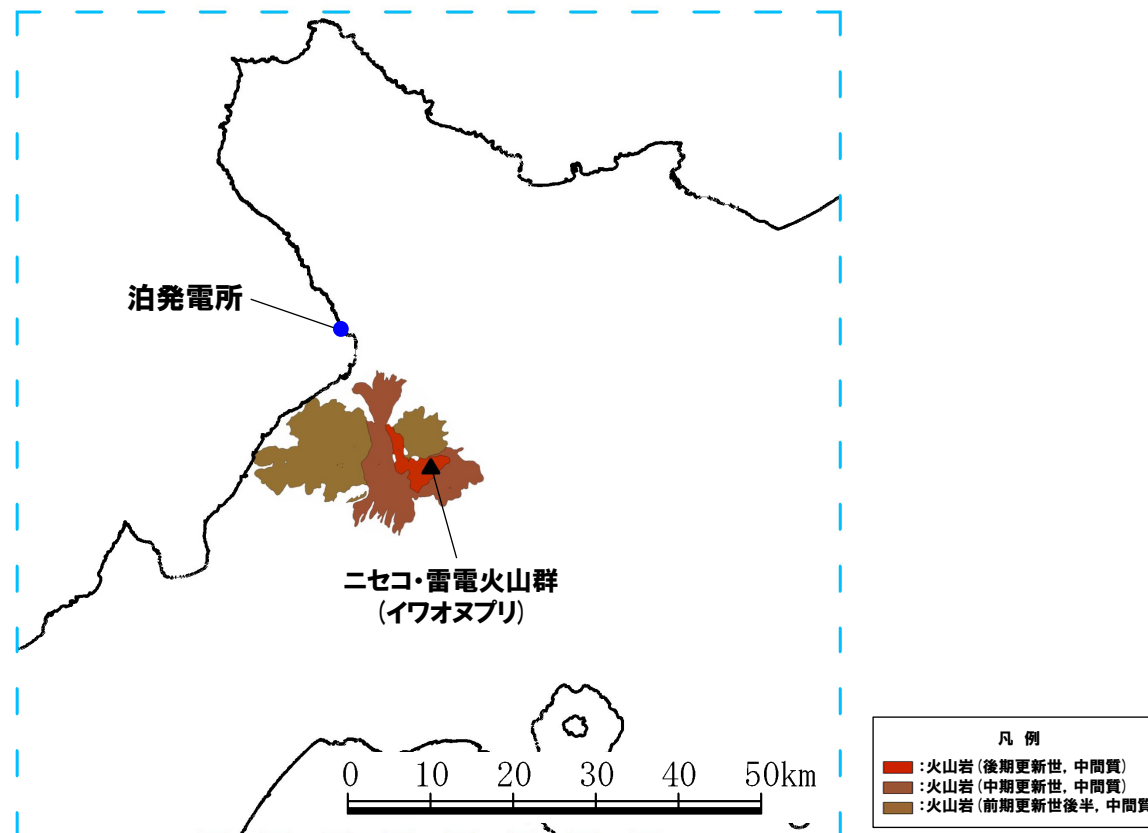 泊発電所
ニセコ・雷電火山群
(イワオヌプリ)
0 10 20 30 40 50km
凡 例
:火山岩(後期更新世, 中間質)
:火山岩(中期更新世, 中間質)
:火山岩(前期更新世後半, 中間質